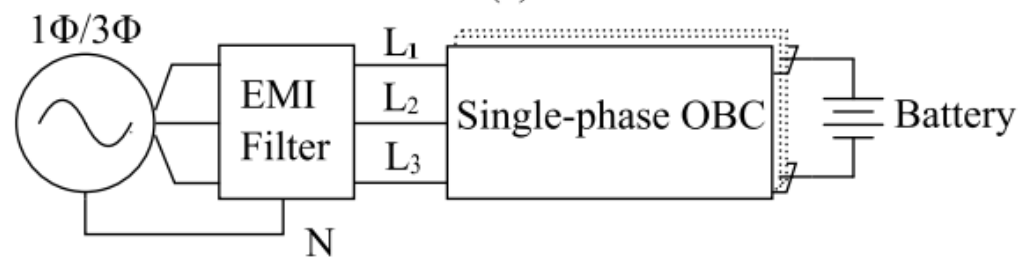 1Φ/3Φ
EMI
Filter
L₁
L₂
L₃
N
Single-phase OBC
Battery